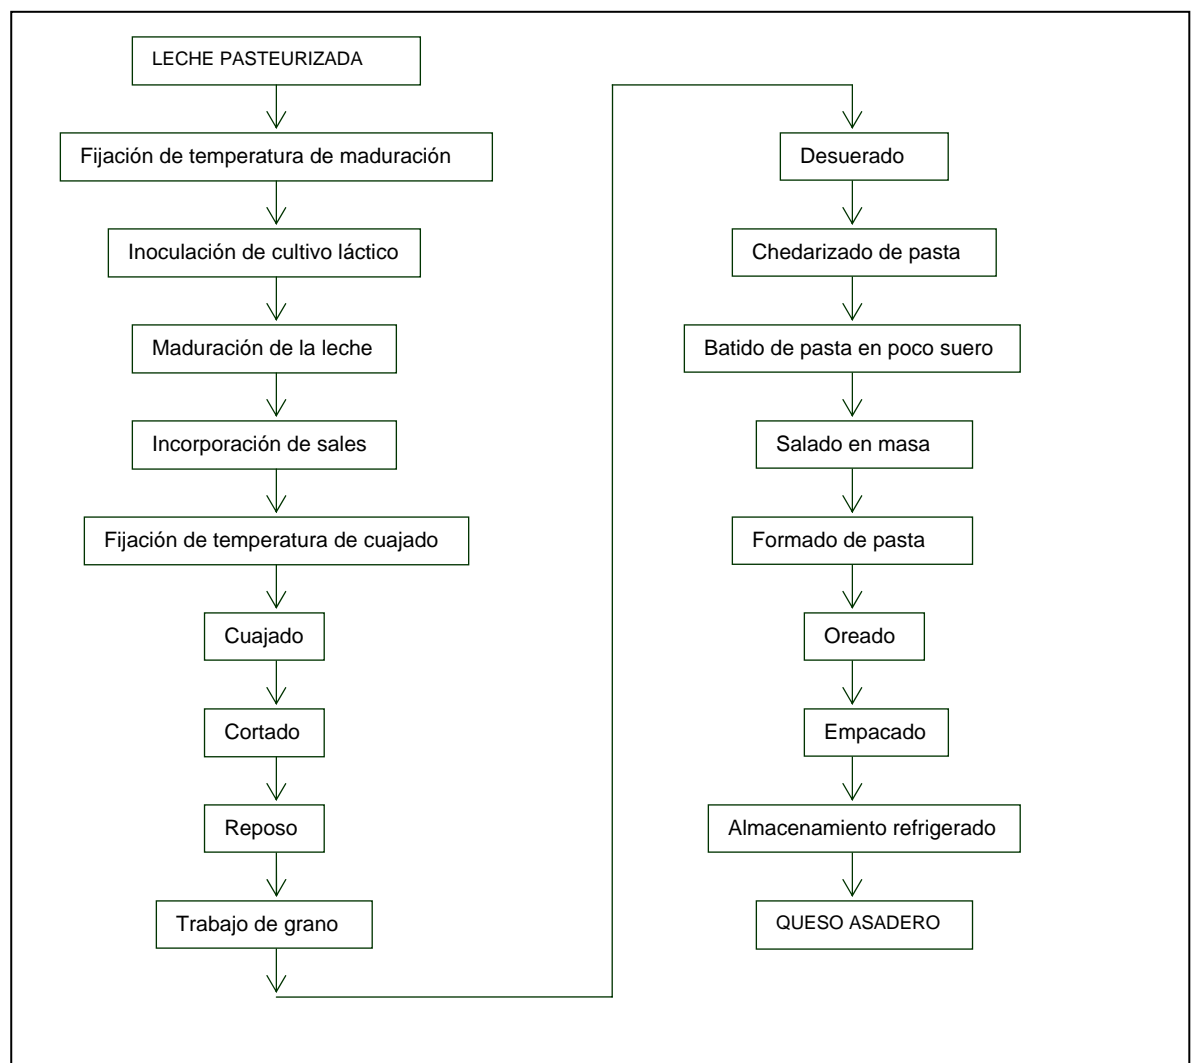 LECHE PASTEURIZADA
Fijación de temperatura de maduración
Inoculación de cultivo láctico
Maduración de la leche
Incorporación de sales
Fijación de temperatura de cuajado
Cuajado
Cortado
Reposo
Trabajo de grano
Desuerado
Chedarizado de pasta
Batido de pasta en poco suero
Salado en masa
Formado de pasta
Oreado
Empacado
Almacenamiento refrigerado
QUESO ASADERO